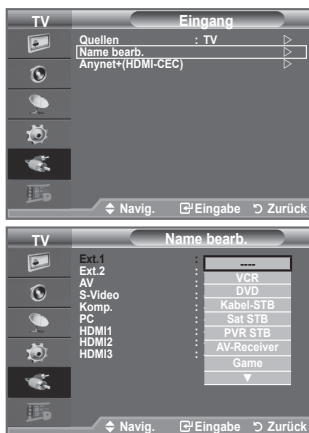 TV Eingang
Quellen : TV
Name bearb.
Anynet+(HDMI-CEC)
Navig. Eingabe Zurück
TV Name bearb.
Ext.1 : ----
Ext.2 : VCR
AV : DVD
S-Video : Kabel-STB
Komp. : Sat STB
PC : PVR STB
HDMI1 : AV-Receiver
HDMI2 : Game
HDMI3 : ▼
Navig. Eingabe Zurück